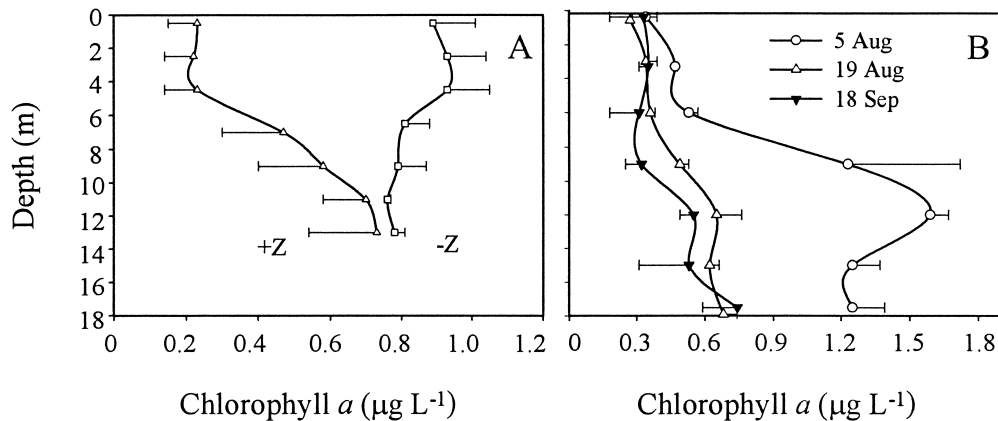 0
2
4
6
8
10
12
14
16
18
Depth (m)
A
+Z
-Z
0 0.2 0.4 0.6 0.8 1.0 1.2
Chlorophyll a (μg L-1)
B
5 Aug
19 Aug
18 Sep
0 0.3 0.6 0.9 1.2 1.5 1.8
Chlorophyll a (μg L-1)